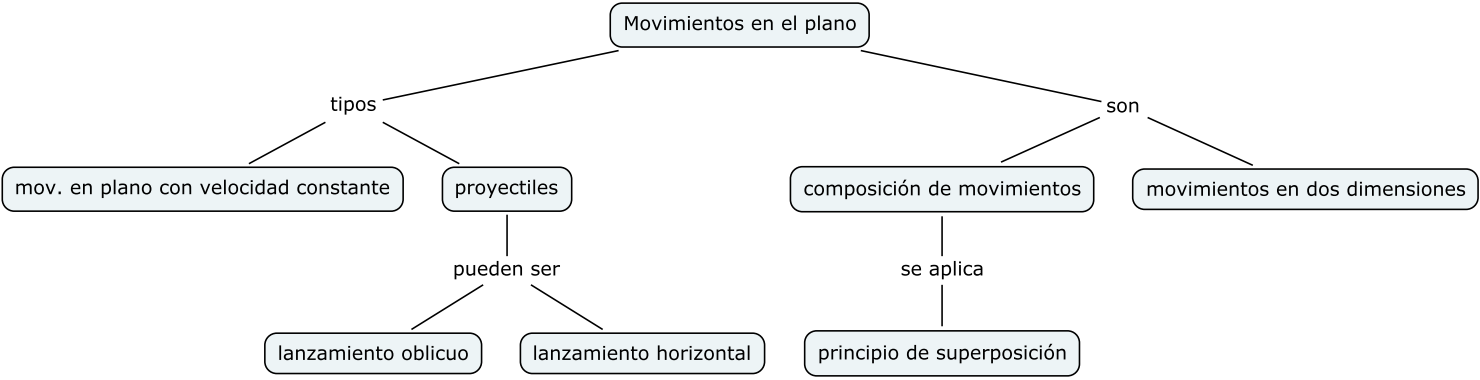 Movimientos en el plano
tipos
son
mov. en plano con velocidad constante
proyectiles
composición de movimientos
movimientos en dos dimensiones
pueden ser
se aplica
lanzamiento oblicuo
lanzamiento horizontal
principio de superposición